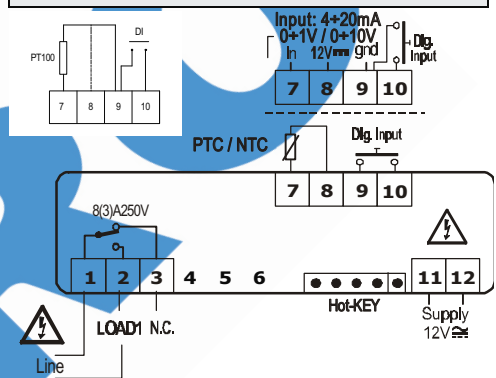 Input: 4÷20mA
0÷1V / 0÷10V
In 12V⎓ gnd
Dig. Input
7 8 9 10
PT100
DI
7 8 9 10
PTC / NTC
Dig. Input
7 8 9 10
8(3)A250V
1 2 3 4 5 6
11 12
Hot-KEY
LOAD1 N.C.
Supply
12V≂
Line